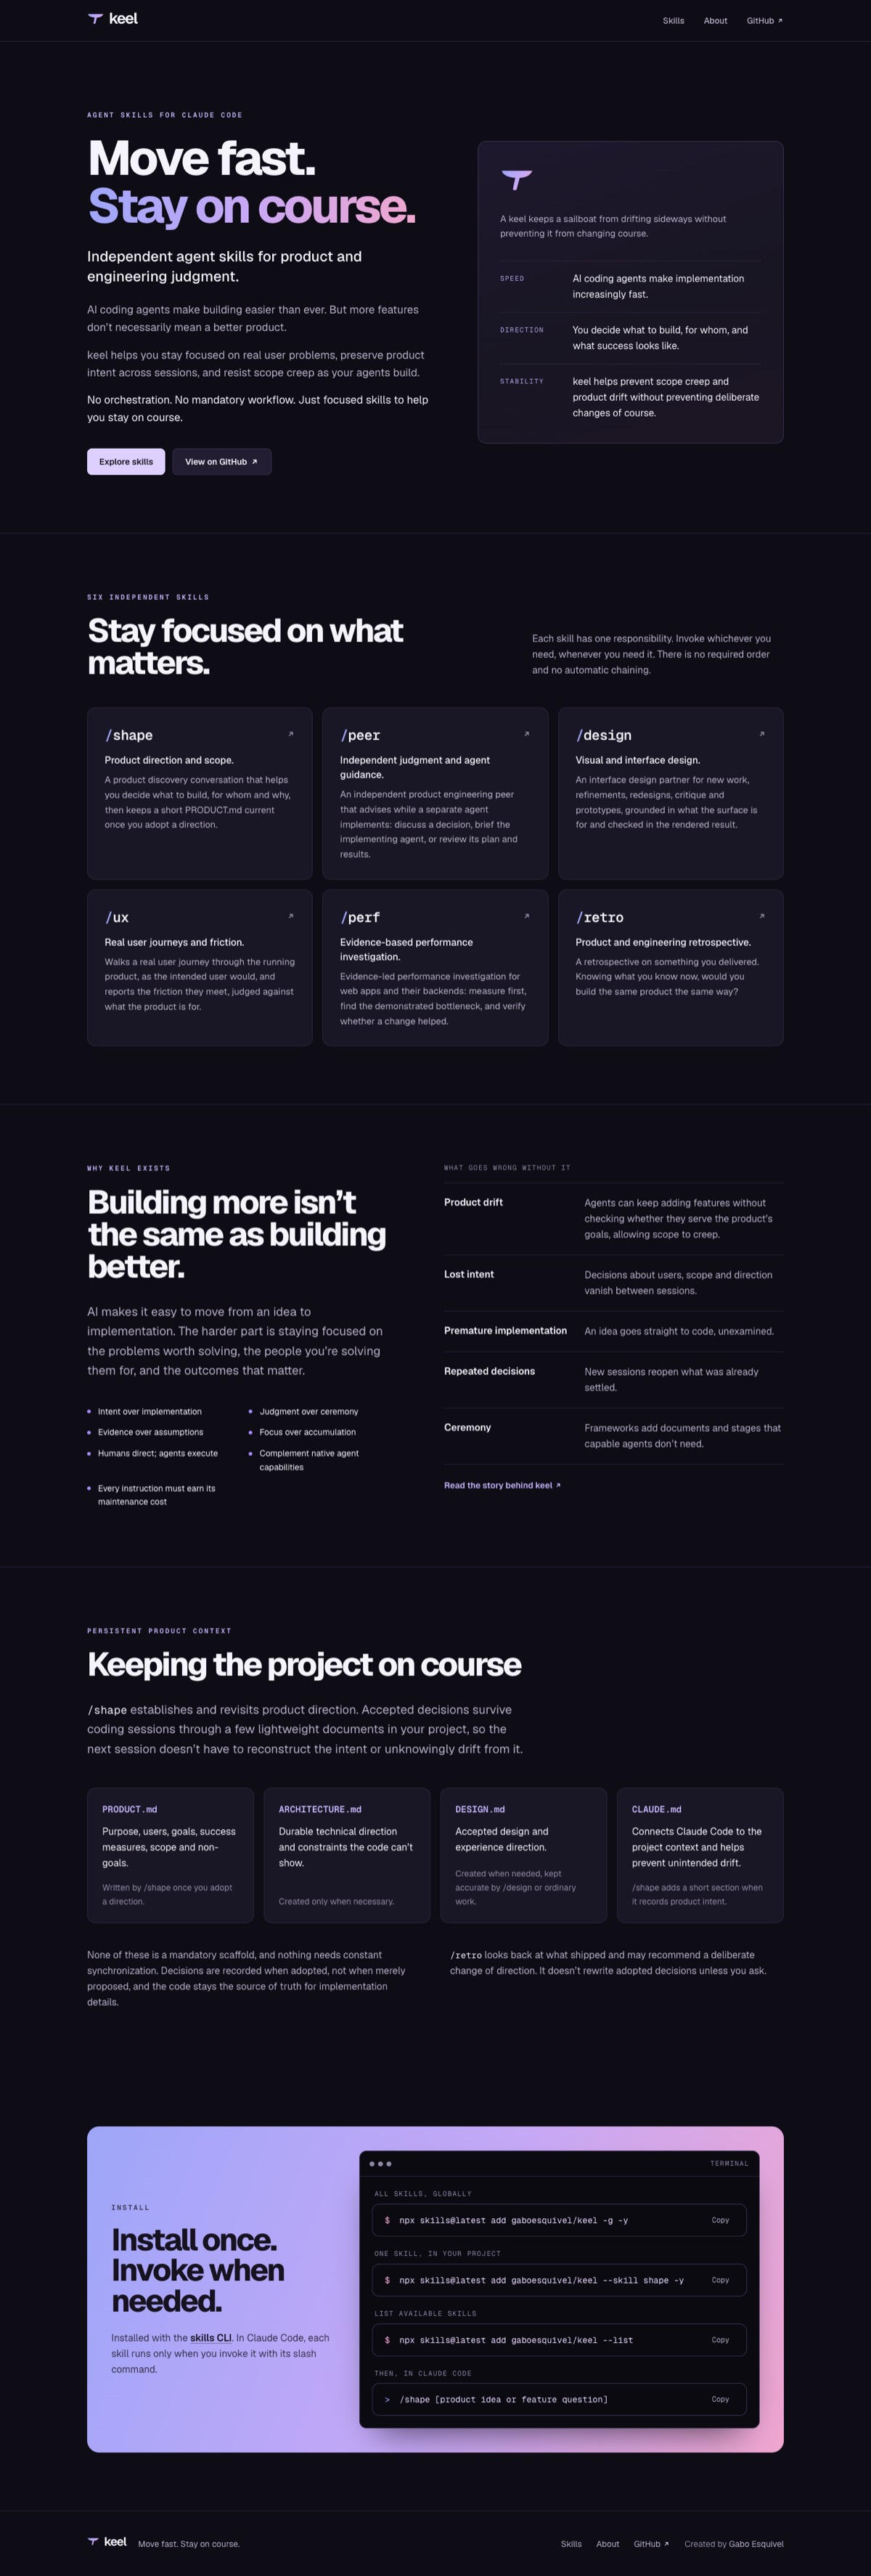 keel
Skills
About
GitHub ↗
AGENT SKILLS FOR CLAUDE CODE
Move fast.
Stay on course.
Independent agent skills for product and
engineering judgment.
AI coding agents make building easier than ever. But more features
don’t necessarily mean a better product.
keel helps you stay focused on real user problems, preserve product
intent across sessions, and resist scope creep as your agents build.
No orchestration. No mandatory workflow. Just focused skills to help
you stay on course.
Explore skills
View on GitHub ↗
A keel keeps a sailboat from drifting sideways without
preventing it from changing course.
SPEED
AI coding agents make implementation
increasingly fast.
DIRECTION
You decide what to build, for whom, and
what success looks like.
STABILITY
keel helps prevent scope creep and
product drift without preventing deliberate
changes of course.
SIX INDEPENDENT SKILLS
Stay focused on what
matters.
Each skill has one responsibility. Invoke whichever you
need, whenever you need it. There is no required order
and no automatic chaining.
/shape ↗
Product direction and scope.
A product discovery conversation that helps
you decide what to build, for whom and why,
then keeps a short PRODUCT.md current
once you adopt a direction.
/peer ↗
Independent judgment and agent
guidance.
An independent product engineering peer
that advises while a separate agent
implements: discuss a decision, brief the
implementing agent, or review its plan and
results.
/design ↗
Visual and interface design.
An interface design partner for new work,
refinements, redesigns, critique and
prototypes, grounded in what the surface is
for and checked in the rendered result.
/ux ↗
Real user journeys and friction.
Walks a real user journey through the running
product, as the intended user would, and
reports the friction they meet, judged against
what the product is for.
/perf ↗
Evidence-based performance
investigation.
Evidence-led performance investigation for
web apps and their backends: measure first,
find the demonstrated bottleneck, and verify
whether a change helped.
/retro ↗
Product and engineering retrospective.
A retrospective on something you delivered.
Knowing what you know now, would you
build the same product the same way?
WHY KEEL EXISTS
Building more isn’t
the same as building
better.
AI makes it easy to move from an idea to
implementation. The harder part is staying focused on
the problems worth solving, the people you’re solving
them for, and the outcomes that matter.
Intent over implementation
Judgment over ceremony
Evidence over assumptions
Focus over accumulation
Humans direct; agents execute
Complement native agent
capabilities
Every instruction must earn its
maintenance cost
WHAT GOES WRONG WITHOUT IT
Product drift
Agents can keep adding features without
checking whether they serve the product’s
goals, allowing scope to creep.
Lost intent
Decisions about users, scope and direction
vanish between sessions.
Premature implementation
An idea goes straight to code, unexamined.
Repeated decisions
New sessions reopen what was already
settled.
Ceremony
Frameworks add documents and stages that
capable agents don’t need.
Read the story behind keel ↗
PERSISTENT PRODUCT CONTEXT
Keeping the project on course
/shape establishes and revisits product direction. Accepted decisions survive
coding sessions through a few lightweight documents in your project, so the
next session doesn’t have to reconstruct the intent or unknowingly drift from it.
PRODUCT.md
Purpose, users, goals, success
measures, scope and non-
goals.
Written by /shape once you adopt
a direction.
ARCHITECTURE.md
Durable technical direction
and constraints the code can’t
show.
Created only when necessary.
DESIGN.md
Accepted design and
experience direction.
Created when needed, kept
accurate by /design or ordinary
work.
CLAUDE.md
Connects Claude Code to the
project context and helps
prevent unintended drift.
/shape adds a short section when
it records product intent.
None of these is a mandatory scaffold, and nothing needs constant
synchronization. Decisions are recorded when adopted, not when merely
proposed, and the code stays the source of truth for implementation
details.
/retro looks back at what shipped and may recommend a deliberate
change of direction. It doesn’t rewrite adopted decisions unless you ask.
INSTALL
Install once.
Invoke when
needed.
Installed with the skills CLI. In Claude Code, each
skill runs only when you invoke it with its slash
command.
TERMINAL
ALL SKILLS, GLOBALLY
$ npx skills@latest add gaboesquivel/keel -g -y
Copy
ONE SKILL, IN YOUR PROJECT
$ npx skills@latest add gaboesquivel/keel --skill shape -y
Copy
LIST AVAILABLE SKILLS
$ npx skills@latest add gaboesquivel/keel --list
Copy
THEN, IN CLAUDE CODE
> /shape [product idea or feature question]
Copy
keel
Move fast. Stay on course.
Skills
About
GitHub ↗
Created by Gabo Esquivel